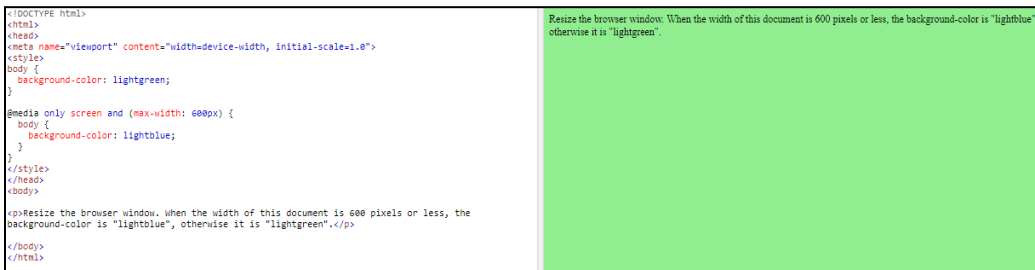 <!DOCTYPE html>
<html>
<head>
<meta name="viewport" content="width=device-width, initial-scale=1.0">
<style>
body {
  background-color: lightgreen;
}

@media only screen and (max-width: 600px) {
  body {
    background-color: lightblue;
  }
}
</style>
</head>
<body>

<p>Resize the browser window. When the width of this document is 600 pixels or less, the
background-color is "lightblue", otherwise it is "lightgreen".</p>

</body>
</html>
Resize the browser window. When the width of this document is 600 pixels or less, the background-color is "lightblue"
otherwise it is "lightgreen".